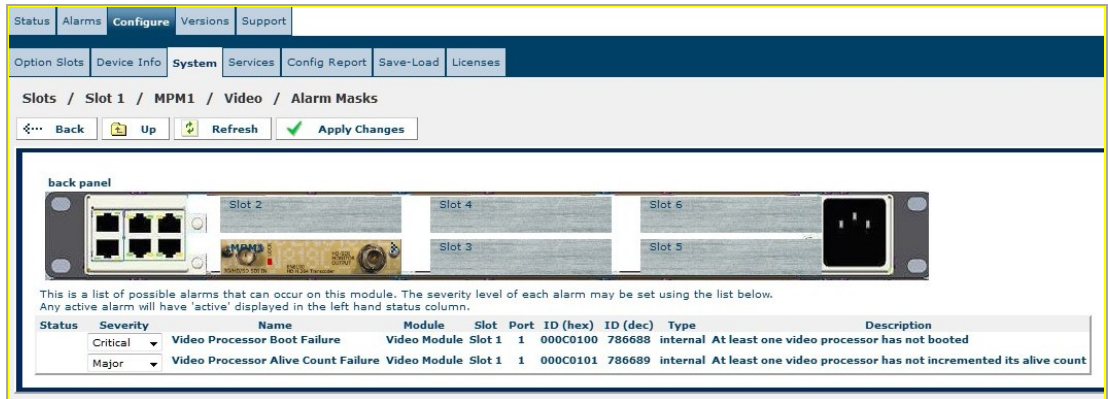 Status Alarms Configure Versions Support
Option Slots Device Info System Services Config Report Save-Load Licenses
Slots / Slot 1 / MPM1 / Video / Alarm Masks
Back Up Refresh Apply Changes
back panel
Slot 2 Slot 4 Slot 6
MPM1 Slot 3 Slot 5
This is a list of possible alarms that can occur on this module. The severity level of each alarm may be set using the list below.
Any active alarm will have 'active' displayed in the left hand status column.
Status Severity Name Module Slot Port ID (hex) ID (dec) Type Description
Critical Video Processor Boot Failure Video Module Slot 1 1 000C0100 786688 internal At least one video processor has not booted
Major Video Processor Alive Count Failure Video Module Slot 1 1 000C0101 786689 internal At least one video processor has not incremented its alive count